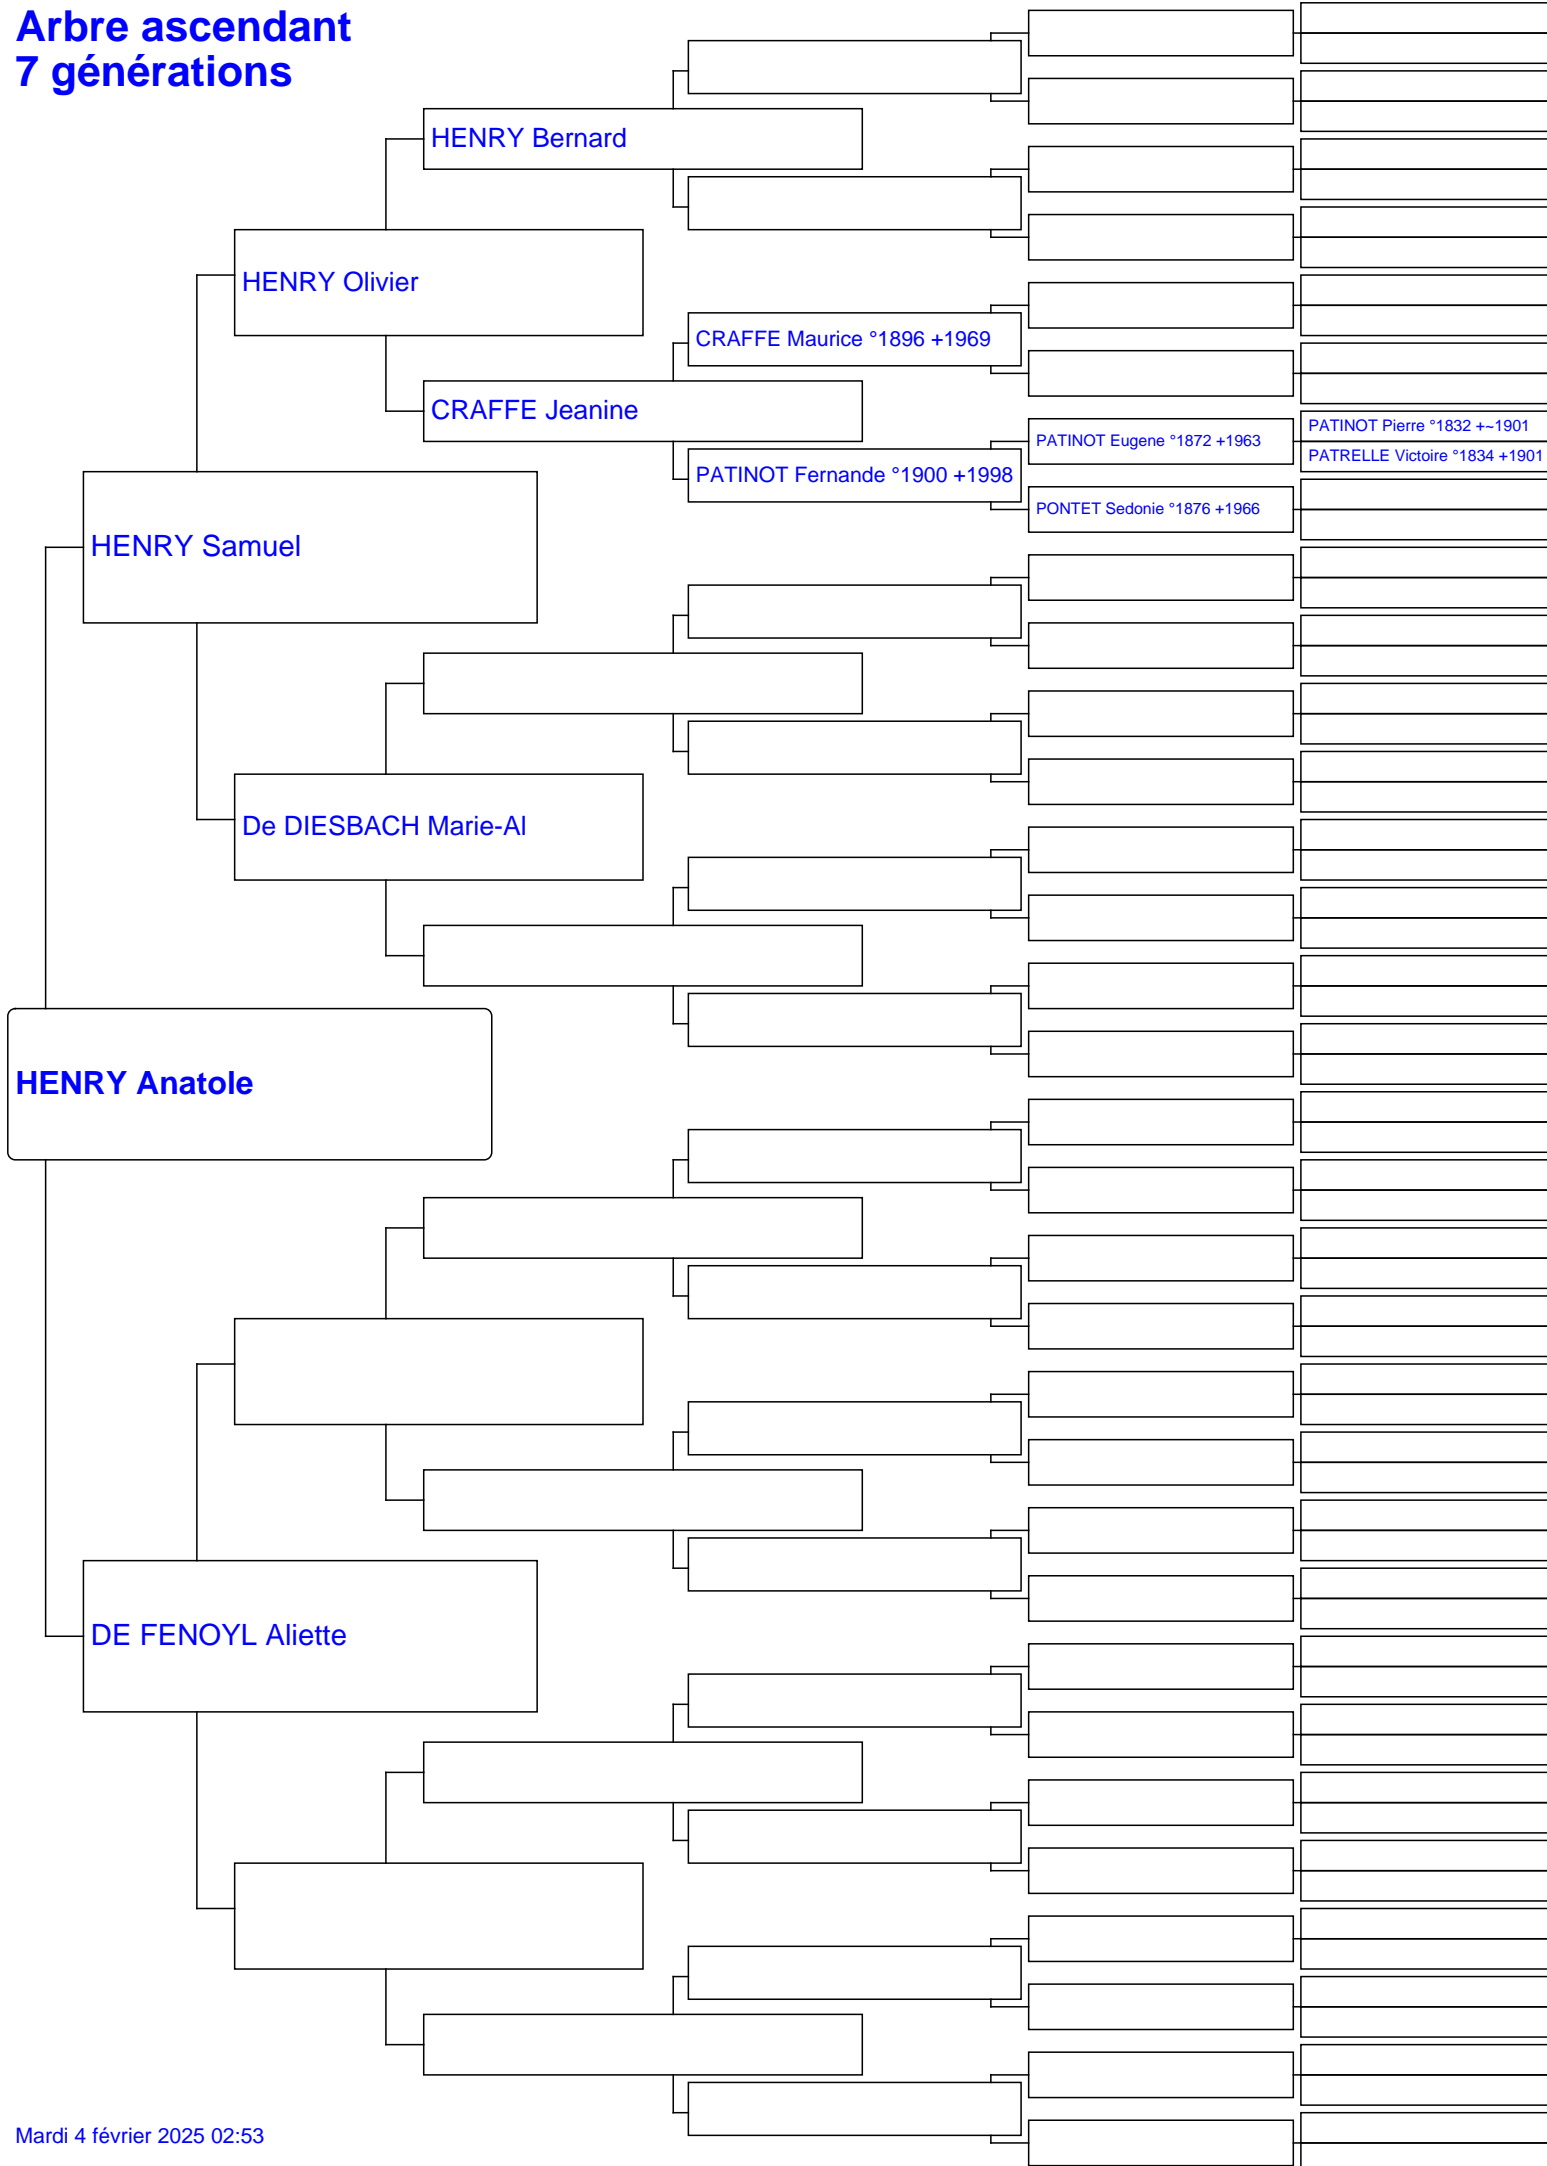 Arbre ascendant
7 générations
HENRY Bernard
HENRY Olivier
CRAFFE Maurice °1896 +1969
CRAFFE Jeanine
PATINOT Eugene °1872 +1963
PATINOT Pierre °1832 +~1901
PATRELLE Victoire °1834 +1901
PATINOT Fernande °1900 +1998
PONTET Sedonie °1876 +1966
HENRY Samuel
De DIESBACH Marie-Al
HENRY Anatole
DE FENOYL Aliette
Mardi 4 février 2025 02:53